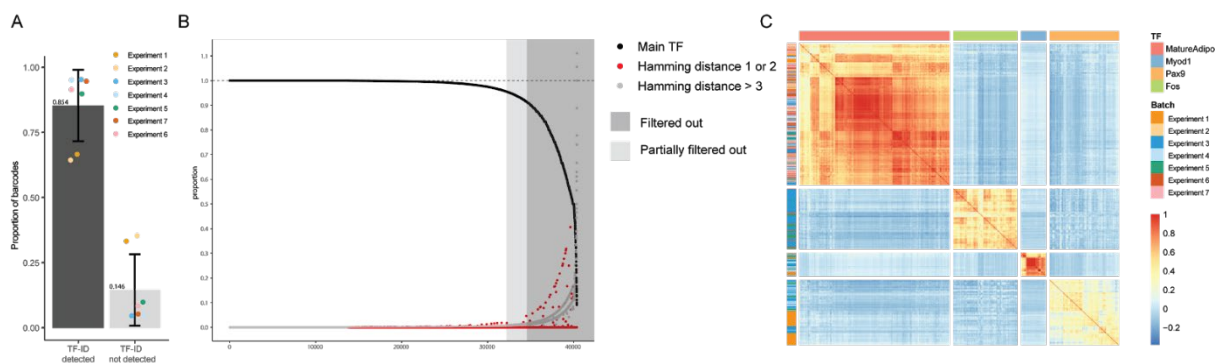 A
Proportion of barcodes
1.00
0.75
0.50
0.25
0.00
0.854
0.146
Experiment 1
Experiment 2
Experiment 3
Experiment 4
Experiment 5
Experiment 7
Experiment 6
TF-ID
detected
TF-ID
not detected
B
proportion
1.1
1.0
0.9
0.8
0.7
0.6
0.5
0.4
0.3
0.2
0.1
0.0
0
10000
20000
30000
40000
Main TF
Hamming distance 1 or 2
Hamming distance > 3
Filtered out
Partially filtered out
C
TF
MatureAdipo
Myod1
Pax9
Fos
Batch
Experiment 1
Experiment 2
Experiment 3
Experiment 4
Experiment 5
Experiment 6
Experiment 7
1
0.8
0.6
0.4
0.2
0
-0.2